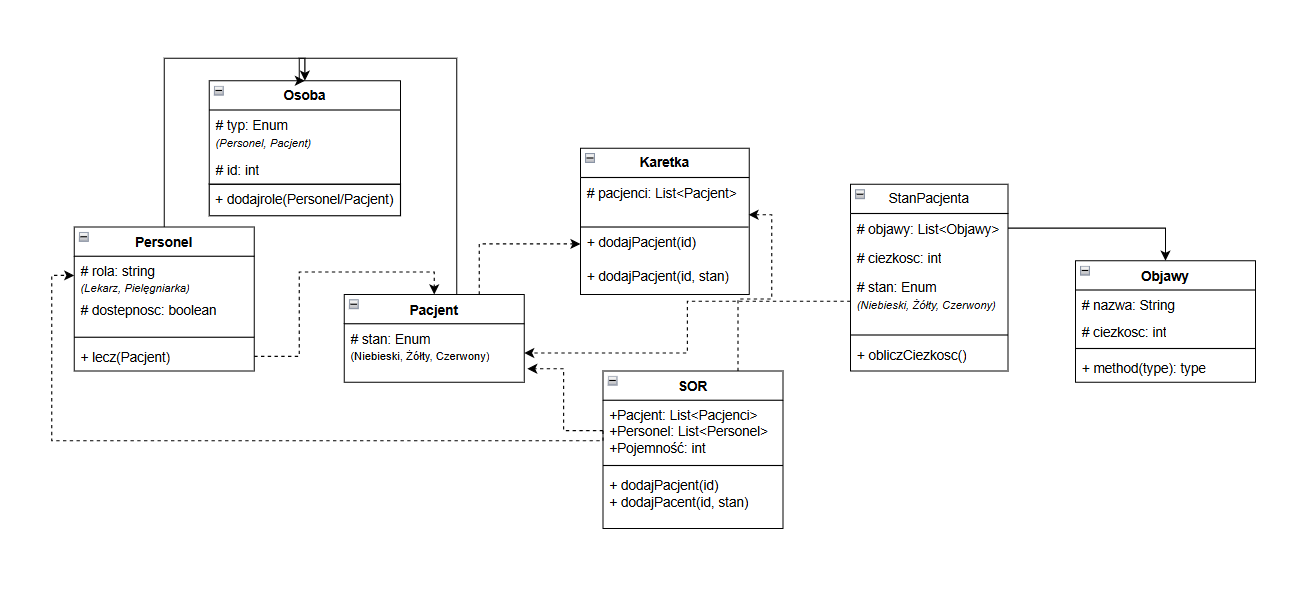 Osoba
# typ: Enum
(Personel, Pacjent)
# id: int
+ dodajrole(Personel/Pacjent)
Personel
# rola: string
(Lekarz, Pielęgniarka)
# dostepnosc: boolean
+ lecz(Pacjent)
Pacjent
# stan: Enum
(Niebieski, Żółty, Czerwony)
Karetka
# pacjenci: List<Pacjent>
+ dodajPacjent(id)
+ dodajPacjent(id, stan)
SOR
+Pacjent: List<Pacjenci>
+Personel: List<Personel>
+Pojemność: int
+ dodajPacjent(id)
+ dodajPacent(id, stan)
StanPacjenta
# objawy: List<Objawy>
# ciezkosc: int
# stan: Enum
(Niebieski, Żółty, Czerwony)
+ obliczCiezkosc()
Objawy
# nazwa: String
# ciezkosc: int
+ method(type): type